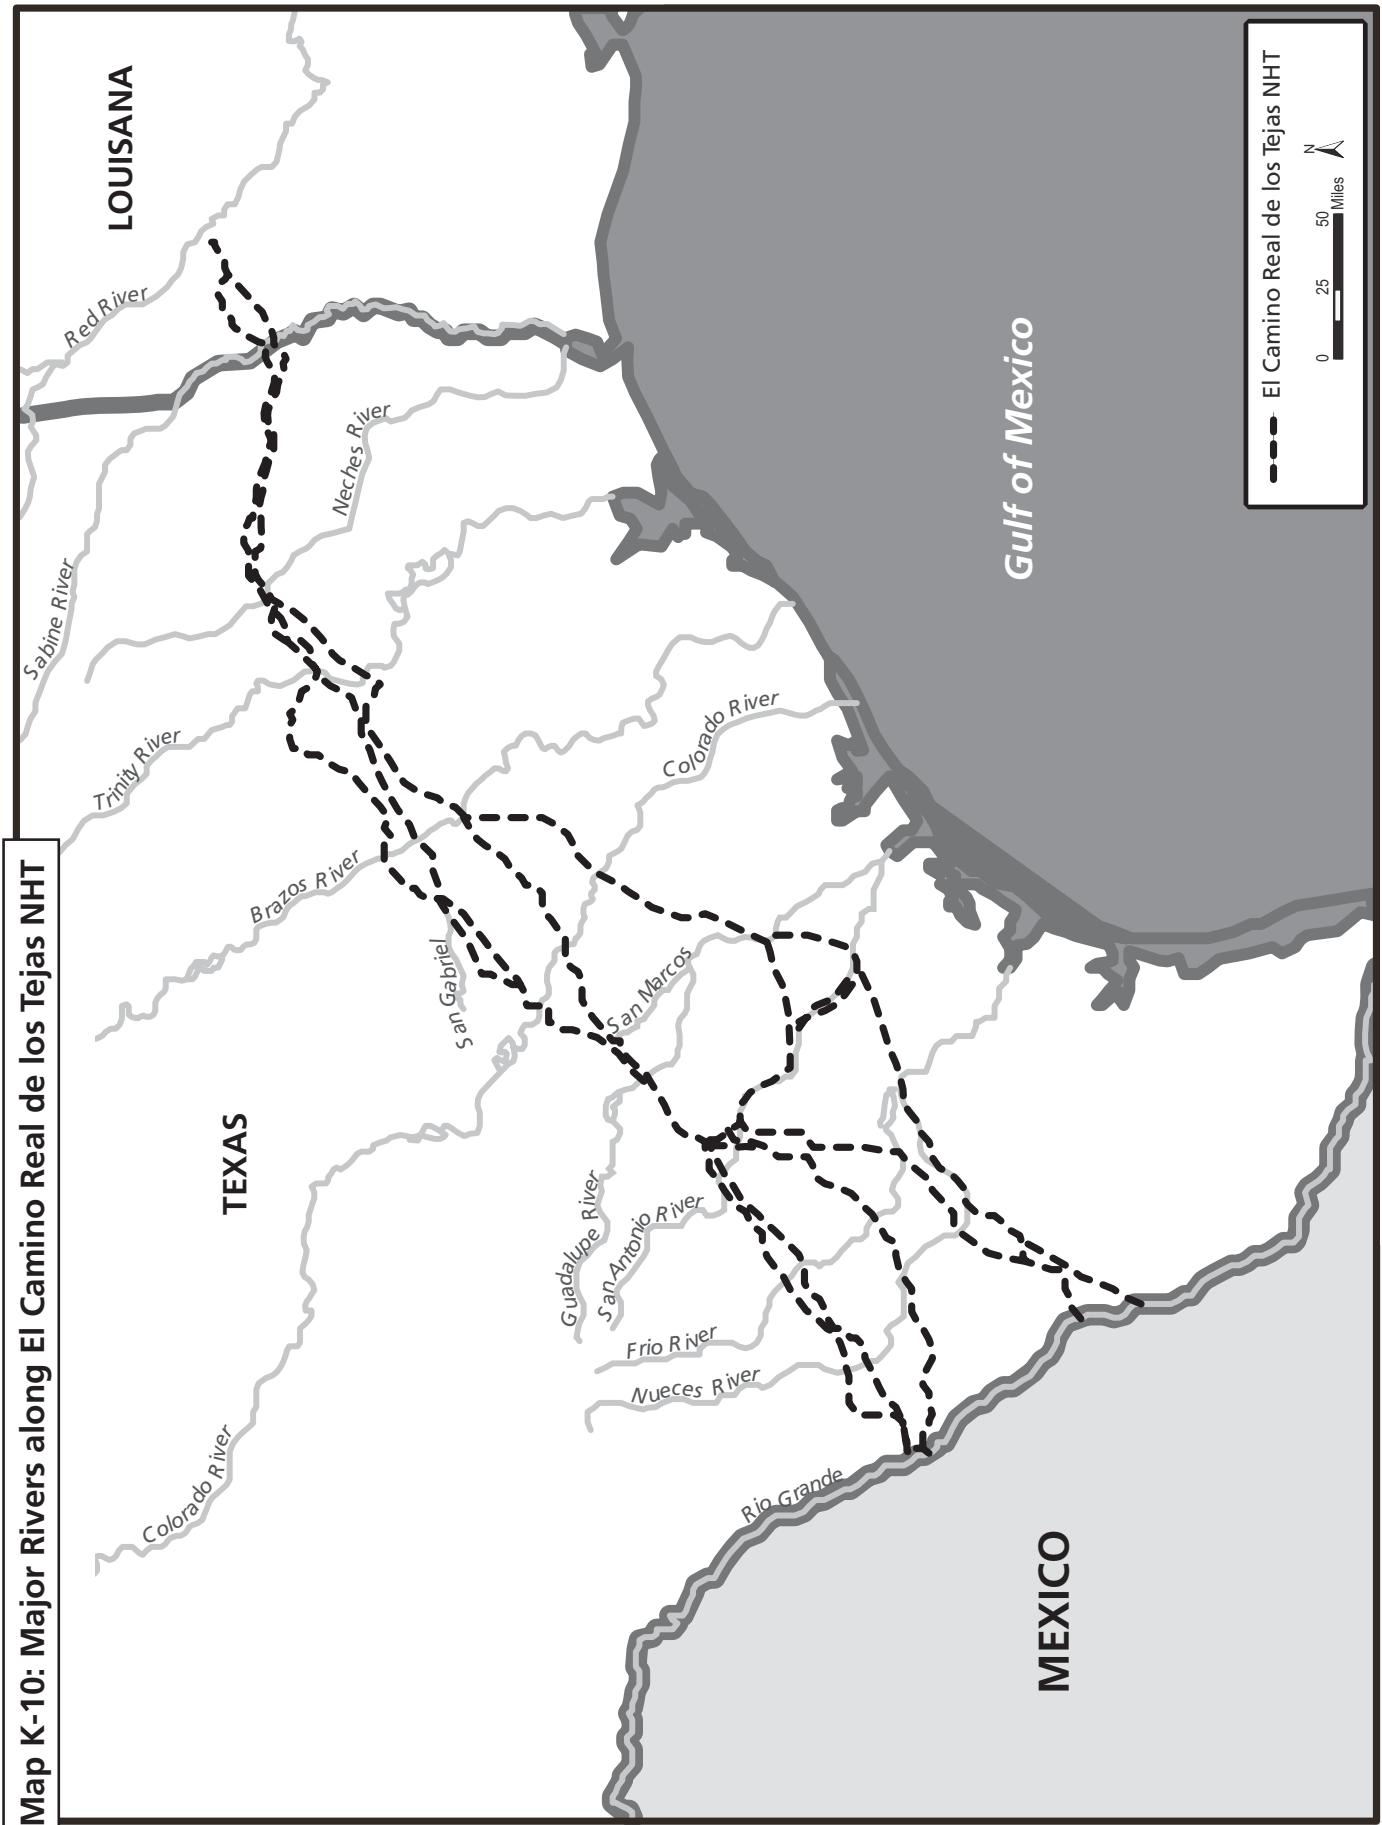 Map K-10: Major Rivers along El Camino Real de los Tejas NHT
LOUISANA
Red River
Sabine River
Neches River
Trinity River
Brazos River
Colorado River
San Gabriel
TEXAS
San Marcos
Guadalupe River
San Antonio River
Frio River
Nueces River
Colorado River
Rio Grande
MEXICO
Gulf of Mexico
El Camino Real de los Tejas NHT
0 25 50
Miles
N